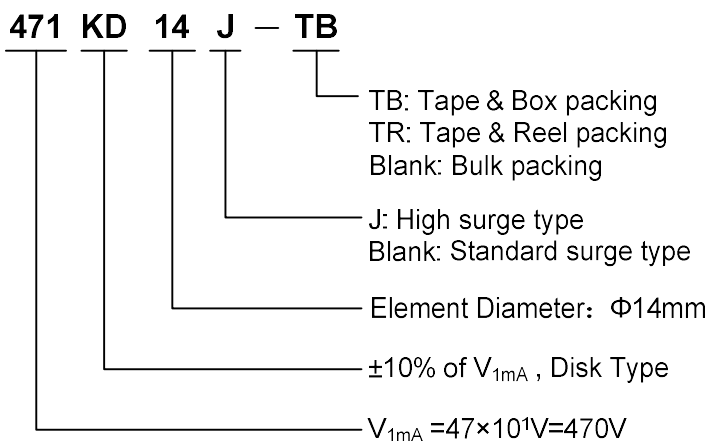 471 KD 14 J — TB
TB: Tape & Box packing
TR: Tape & Reel packing
Blank: Bulk packing
J: High surge type
Blank: Standard surge type
Element Diameter：Φ14mm
±10% of V1mA , Disk Type
V1mA =47×10¹V=470V